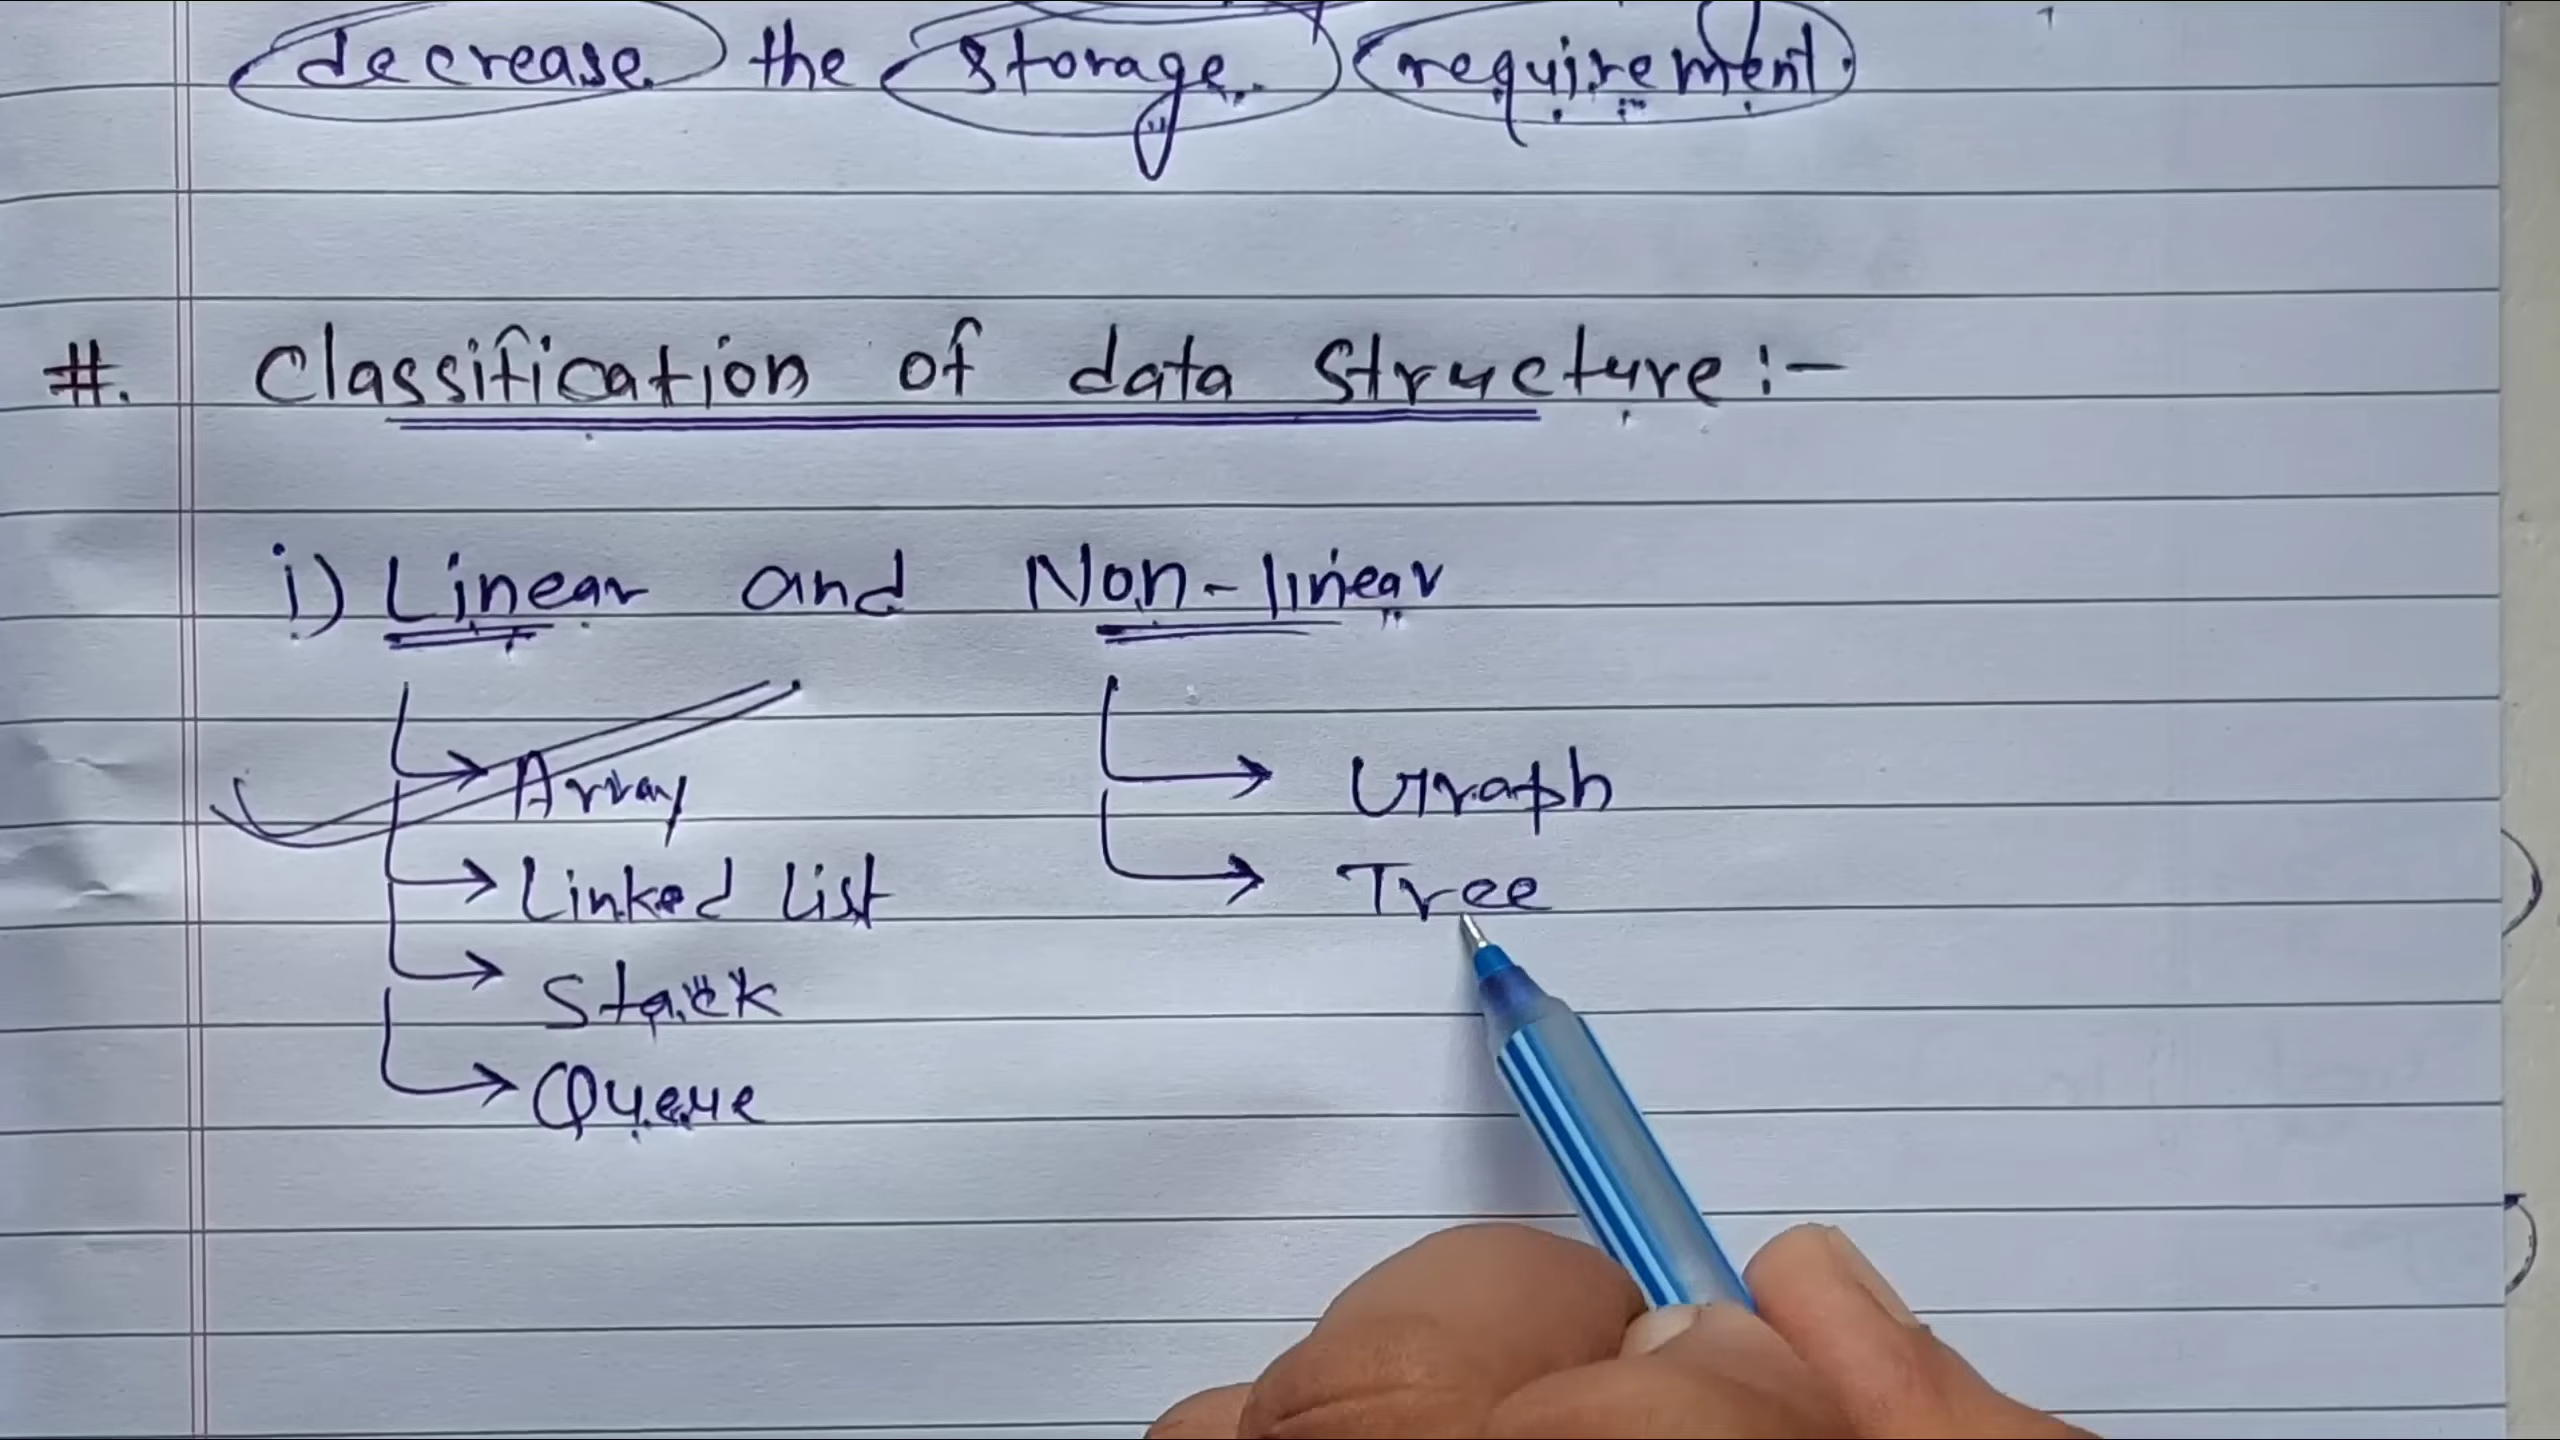 decrease the storage requirement.
#. Classification of data structure :-
i) Linear and Non-linear
Array
Linked list
Stack
Queue
Graph
Tree